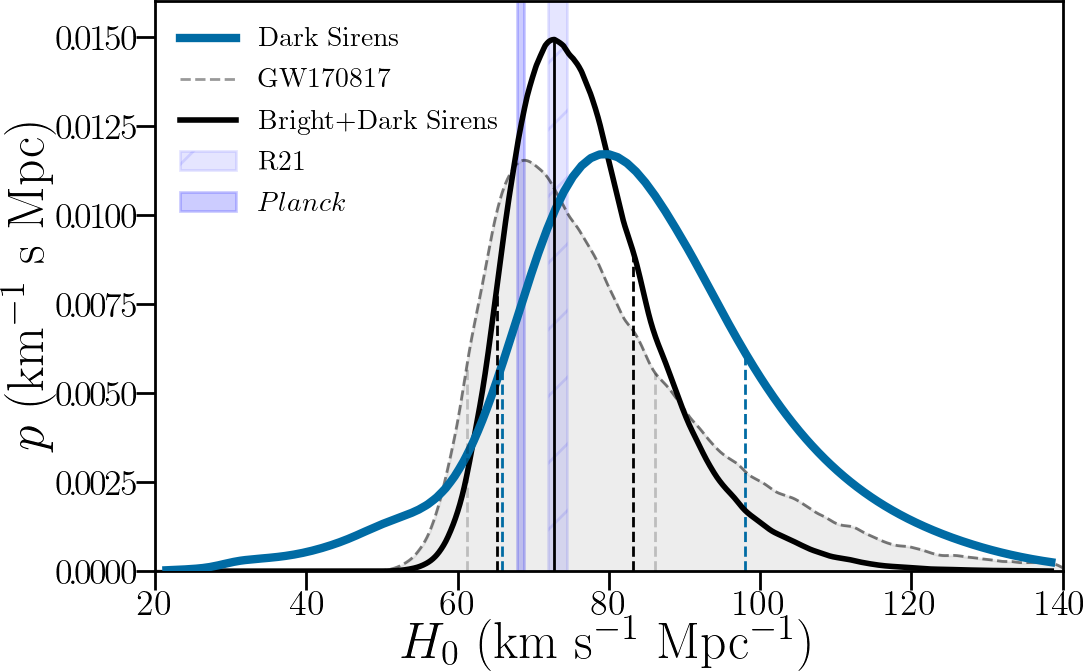 0.0150
0.0125
0.0100
0.0075
0.0050
0.0025
0.0000
p (km⁻¹ s Mpc)
Dark Sirens
GW170817
Bright+Dark Sirens
R21
Planck
20 40 60 80 100 120 140
H₀ (km s⁻¹ Mpc⁻¹)